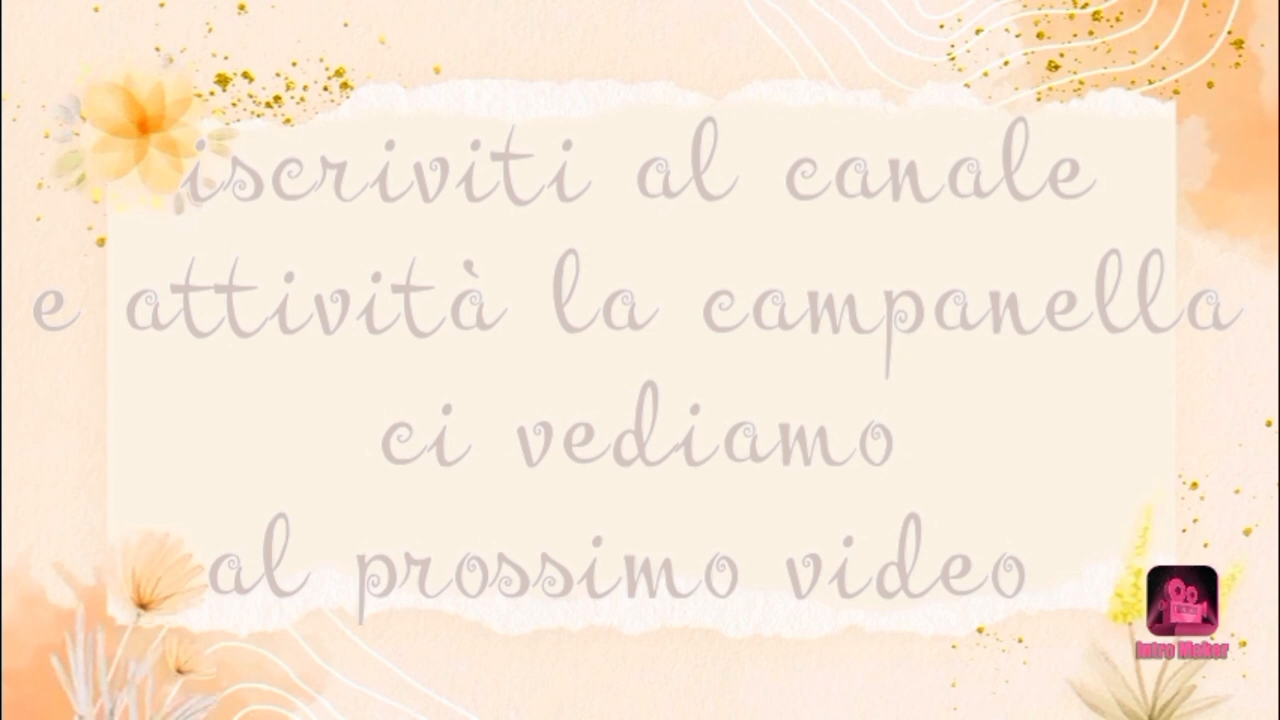 iscriviti al canale
e attività la campanella
ci vediamo
al prossimo video
Intro Maker